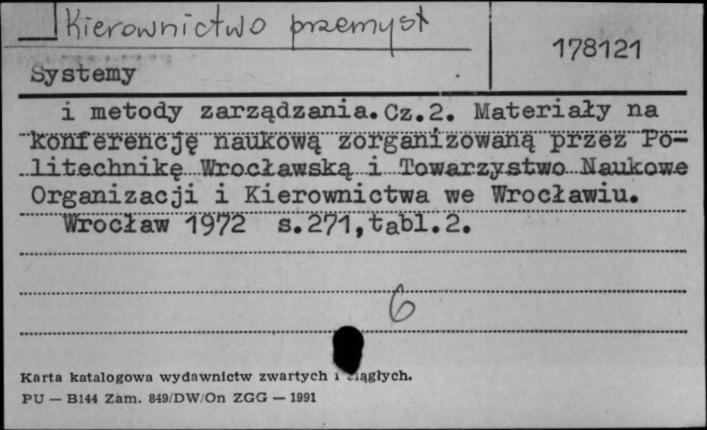 Kierownictwo przemysł
178121
Systemy
i metody zarządzania.Cz.2. Materiały na
konferencję naukową zorganizowaną przez Po-
litechnikę Wrocławską i Towarzystwo Naukowe
Organizacji i Kierownictwa we Wrocławiu.
Wrocław 1972 s.271,tabl.2.
6
Karta katalogowa wydawnictw zwartych i ciągłych.
PU — B144 Zam. 849/DW/On ZGG — 1991